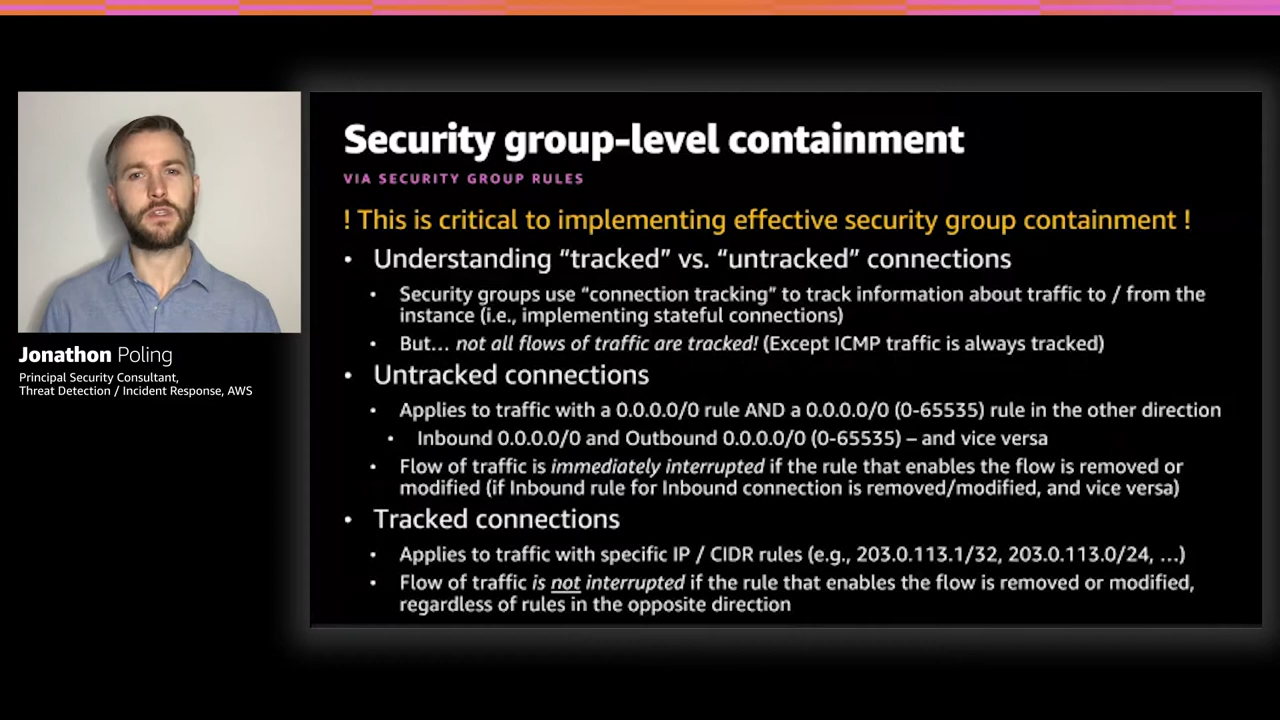 Security group-level containment
VIA SECURITY GROUP RULES
! This is critical to implementing effective security group containment !
• Understanding “tracked” vs. “untracked” connections
• Security groups use “connection tracking” to track information about traffic to / from the
instance (i.e., implementing stateful connections)
• But… not all flows of traffic are tracked! (Except ICMP traffic is always tracked)
• Untracked connections
• Applies to traffic with a 0.0.0.0/0 rule AND a 0.0.0.0/0 (0-65535) rule in the other direction
• Inbound 0.0.0.0/0 and Outbound 0.0.0.0/0 (0-65535) – and vice versa
• Flow of traffic is immediately interrupted if the rule that enables the flow is removed or
modified (if Inbound rule for Inbound connection is removed/modified, and vice versa)
• Tracked connections
• Applies to traffic with specific IP / CIDR rules (e.g., 203.0.113.1/32, 203.0.113.0/24, …)
• Flow of traffic is not interrupted if the rule that enables the flow is removed or modified,
regardless of rules in the opposite direction
Jonathon Poling
Principal Security Consultant,
Threat Detection / Incident Response, AWS